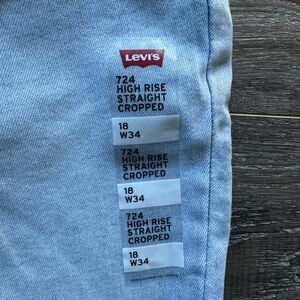 Levi's
724
HIGH RISE
STRAIGHT
CROPPED
18
W34
724
HIGH RISE
STRAIGHT
CROPPED
18
W34
724
HIGH RISE
STRAIGHT
CROPPED
18
W34